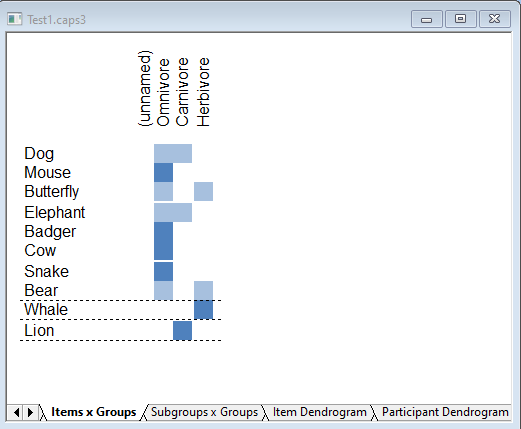 Test1.caps3
(unnamed)
Omnivore
Carnivore
Herbivore
Dog
Mouse
Butterfly
Elephant
Badger
Cow
Snake
Bear
Whale
Lion
Items x Groups Subgroups x Groups Item Dendrogram Participant Dendrogram